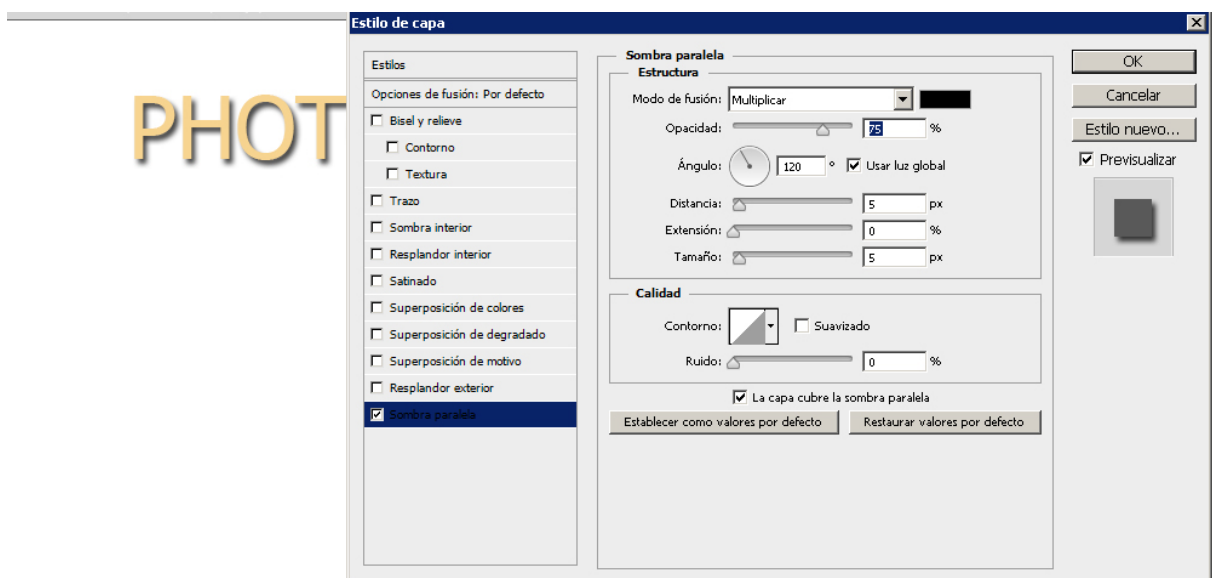 Estilo de capa
PHOT
Estilos
Opciones de fusión: Por defecto
Bisel y relieve
Contorno
Textura
Trazo
Sombra interior
Resplandor interior
Satinado
Superposición de colores
Superposición de degradado
Superposición de motivo
Resplandor exterior
Sombra paralela
Sombra paralela
Estructura
Modo de fusión: Multiplicar
Opacidad: 75 %
Ángulo: 120 ° Usar luz global
Distancia: 5 px
Extensión: 0 %
Tamaño: 5 px
Calidad
Contorno: Suavizado
Ruido: 0 %
La capa cubre la sombra paralela
Establecer como valores por defecto
Restaurar valores por defecto
OK
Cancelar
Estilo nuevo...
Previsualizar